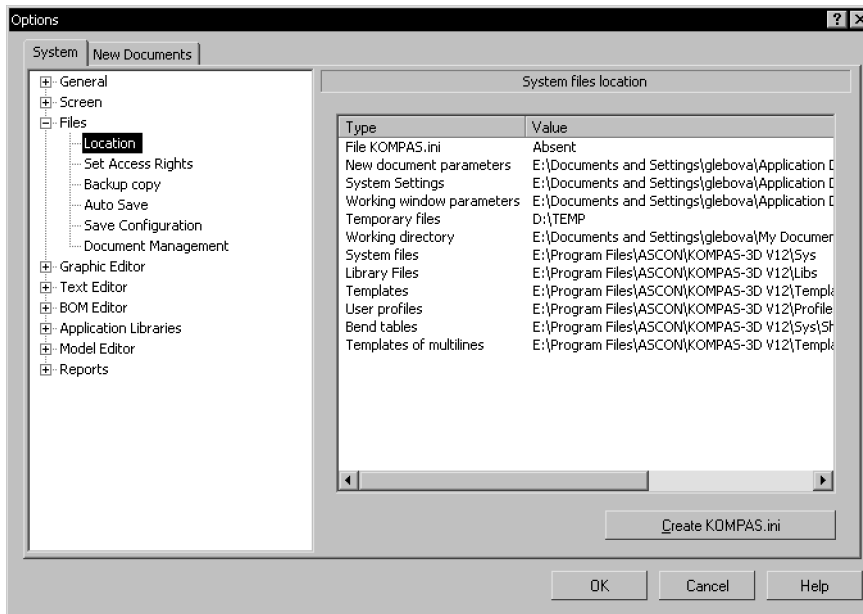 Options
System
New Documents
General
Screen
Files
Location
Set Access Rights
Backup copy
Auto Save
Save Configuration
Document Management
Graphic Editor
Text Editor
BOM Editor
Application Libraries
Model Editor
Reports
System files location
Type Value
File KOMPAS.ini Absent
New document parameters E:\Documents and Settings\glebova\Application D
System Settings E:\Documents and Settings\glebova\Application D
Working window parameters E:\Documents and Settings\glebova\Application D
Temporary files D:\TEMP
Working directory E:\Documents and Settings\glebova\My Documer
System files E:\Program Files\ASCON\KOMPAS-3D V12\Sys
Library Files E:\Program Files\ASCON\KOMPAS-3D V12\Libs
Templates E:\Program Files\ASCON\KOMPAS-3D V12\Templa
User profiles E:\Program Files\ASCON\KOMPAS-3D V12\Profile
Bend tables E:\Program Files\ASCON\KOMPAS-3D V12\Sys\Sh
Templates of multilines E:\Program Files\ASCON\KOMPAS-3D V12\Templa
Create KOMPAS.ini
OK Cancel Help